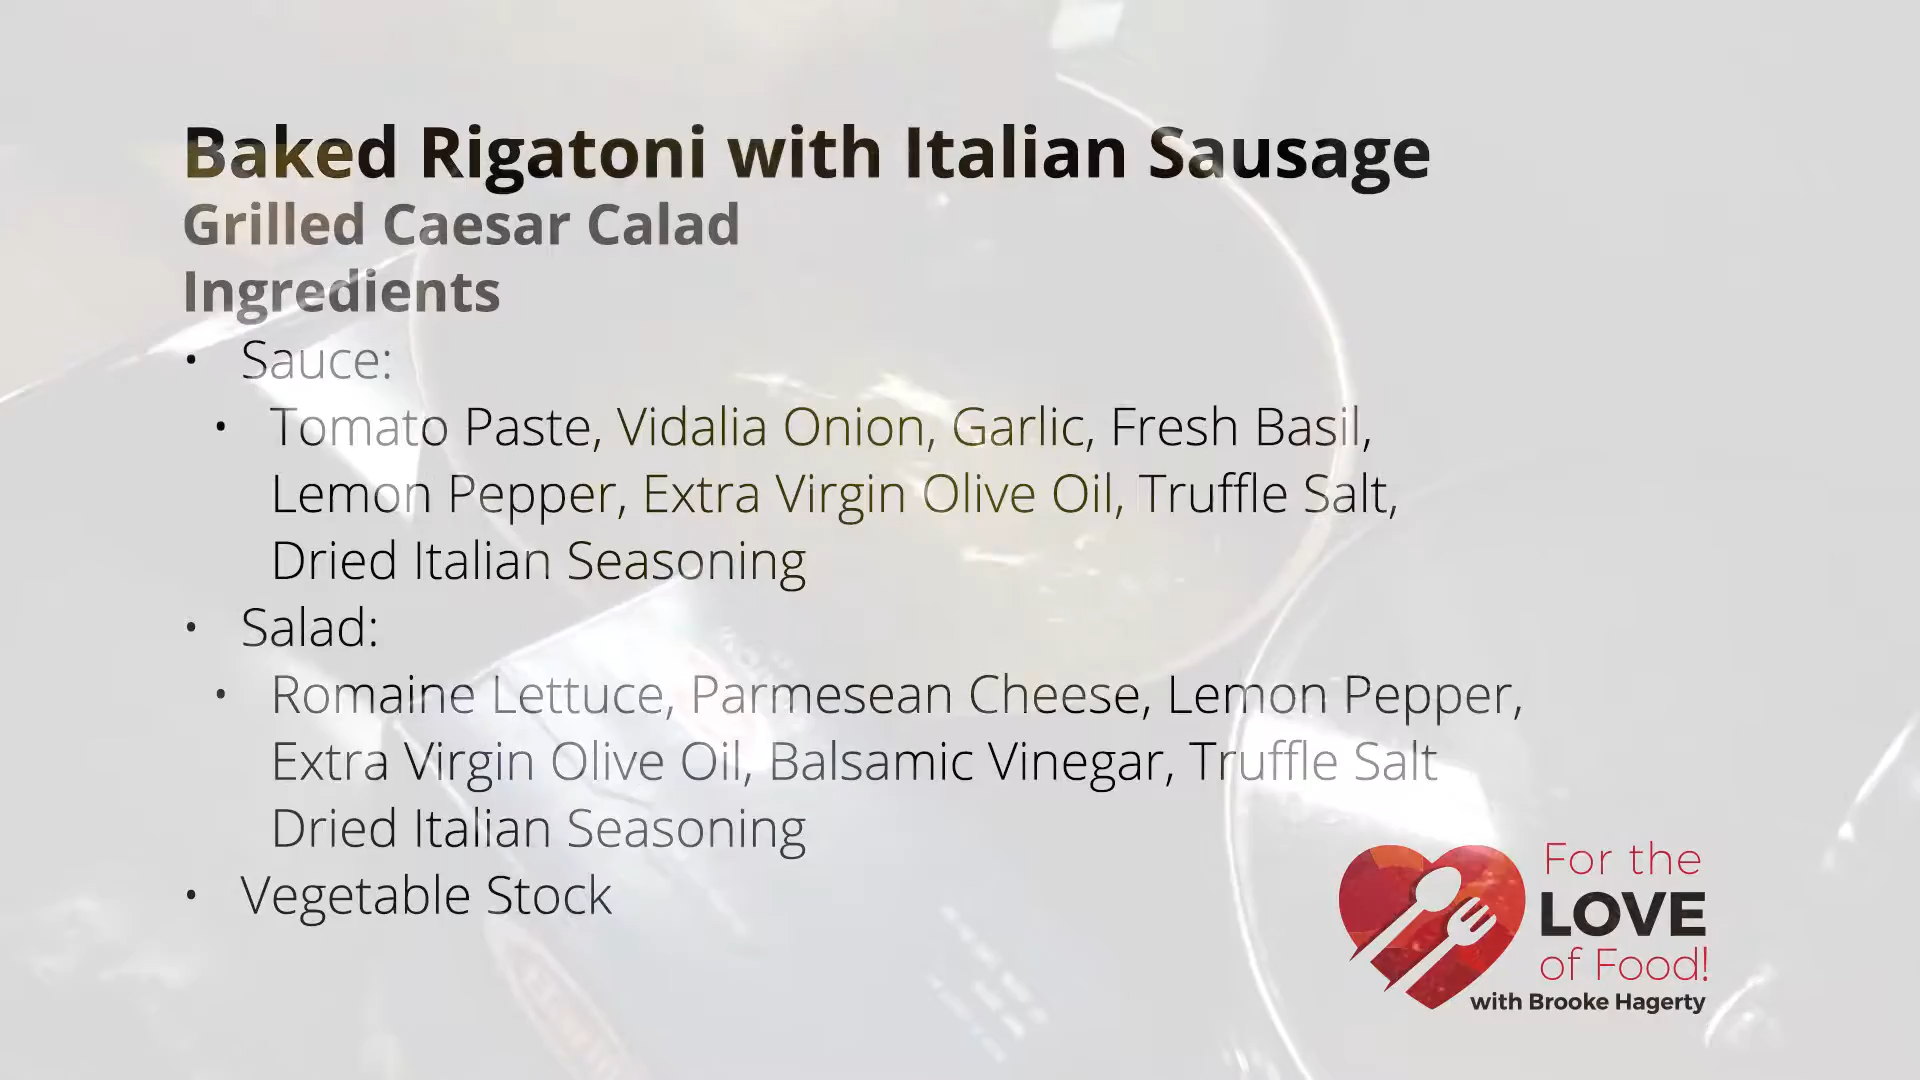 Baked Rigatoni with Italian Sausage
Grilled Caesar Calad
Ingredients
• Sauce:
• Tomato Paste, Vidalia Onion, Garlic, Fresh Basil,
Lemon Pepper, Extra Virgin Olive Oil, Truffle Salt,
Dried Italian Seasoning
• Salad:
• Romaine Lettuce, Parmesean Cheese, Lemon Pepper,
Extra Virgin Olive Oil, Balsamic Vinegar, Truffle Salt
Dried Italian Seasoning
• Vegetable Stock
For the
LOVE
of Food!
with Brooke Hagerty